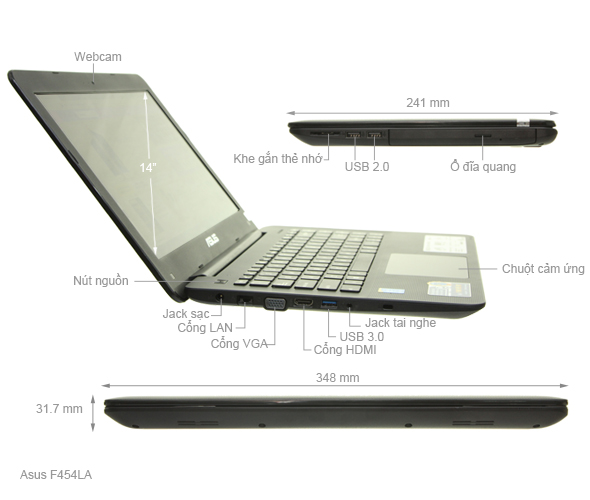 Webcam
241 mm
14"
Khe gắn thẻ nhớ
USB 2.0
Ổ đĩa quang
ASUS
Nút nguồn
Chuột cảm ứng
Jack sạc
Cổng LAN
Cổng VGA
Jack tai nghe
USB 3.0
Cổng HDMI
348 mm
31.7 mm
Asus F454LA